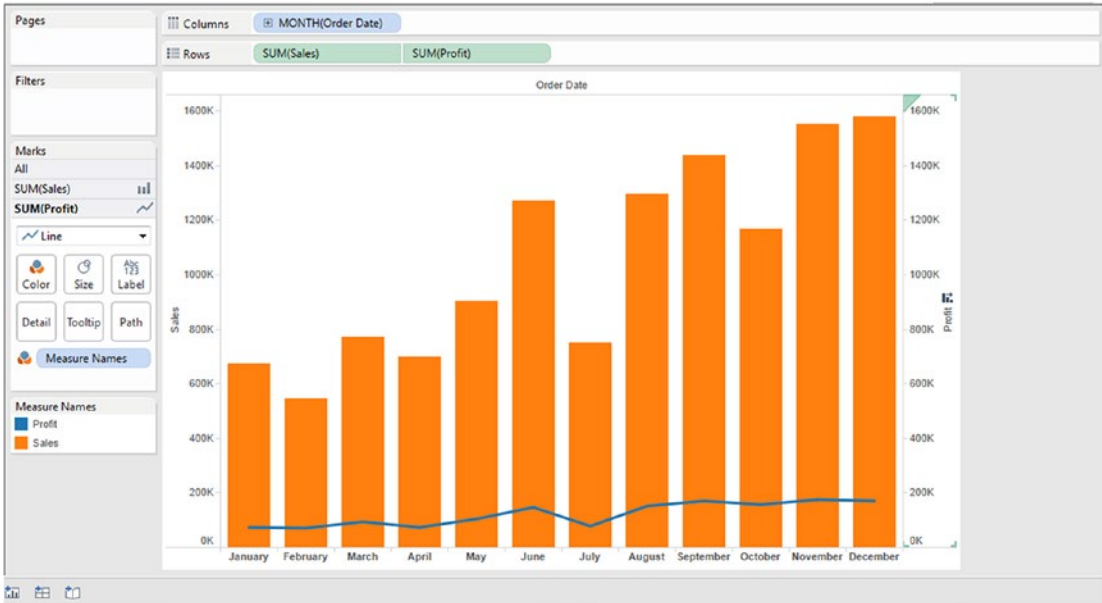 Pages
Columns
MONTH(Order Date)
Rows
SUM(Sales)
SUM(Profit)
Filters
Marks
All
SUM(Sales)
SUM(Profit)
Line
Color
Size
Abc
123
Label
Detail
Tooltip
Path
Measure Names
Measure Names
Profit
Sales
Order Date
Sales
1600K
1400K
1200K
1000K
800K
600K
400K
200K
0K
January February March April May June July August September October November December
1600K
1400K
1200K
1000K
800K
600K
400K
200K
0K
Profit